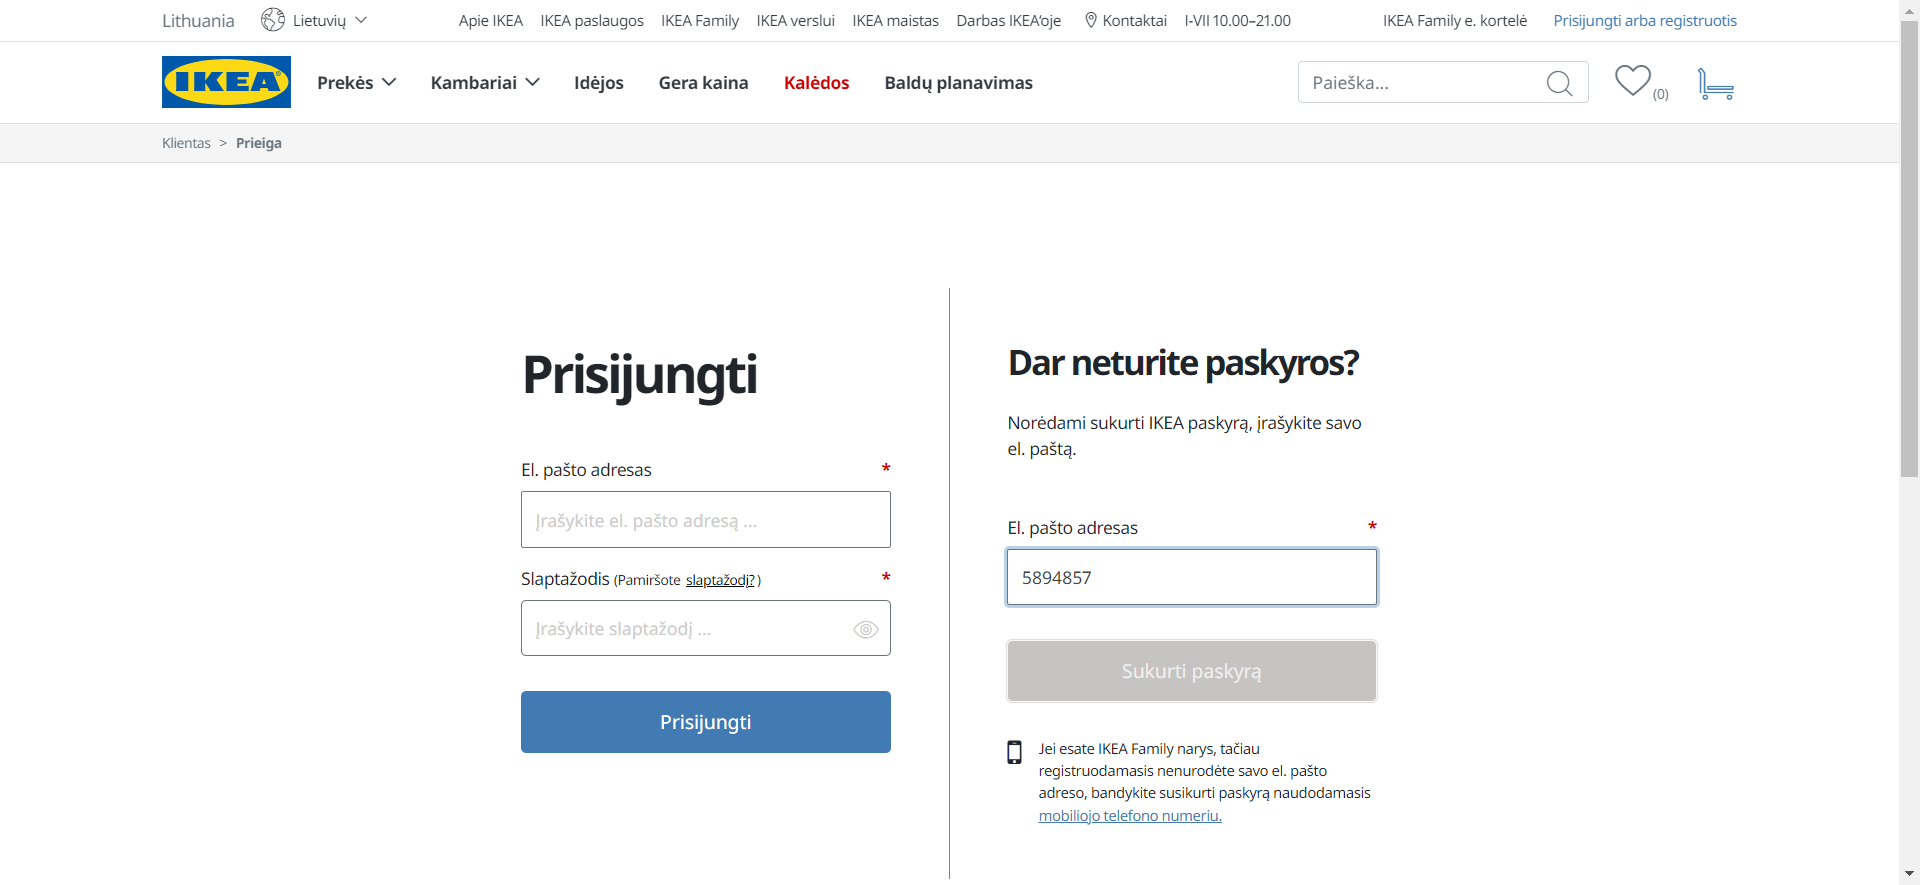 Lithuania Lietuvių Apie IKEA IKEA paslaugos IKEA Family IKEA verslui IKEA maistas Darbas IKEA'oje Kontaktai I-VII 10.00–21.00 IKEA Family e. kortelė Prisijungti arba registruotis
IKEA Prekės Kambariai Idėjos Gera kaina Kalėdos Baldų planavimas Paieška... (0)
Klientas > Prieiga
Prisijungti
El. pašto adresas *
Įrašykite el. pašto adresą ...
Slaptažodis (Pamiršote slaptažodį?) *
Įrašykite slaptažodį ...
Prisijungti
Dar neturite paskyros?
Norėdami sukurti IKEA paskyrą, įrašykite savo
el. paštą.
El. pašto adresas *
5894857
Sukurti paskyrą
Jei esate IKEA Family narys, tačiau
registruodamasis nenurodėte savo el. pašto
adreso, bandykite susikurti paskyrą naudodamasis
mobiliojo telefono numeriu.